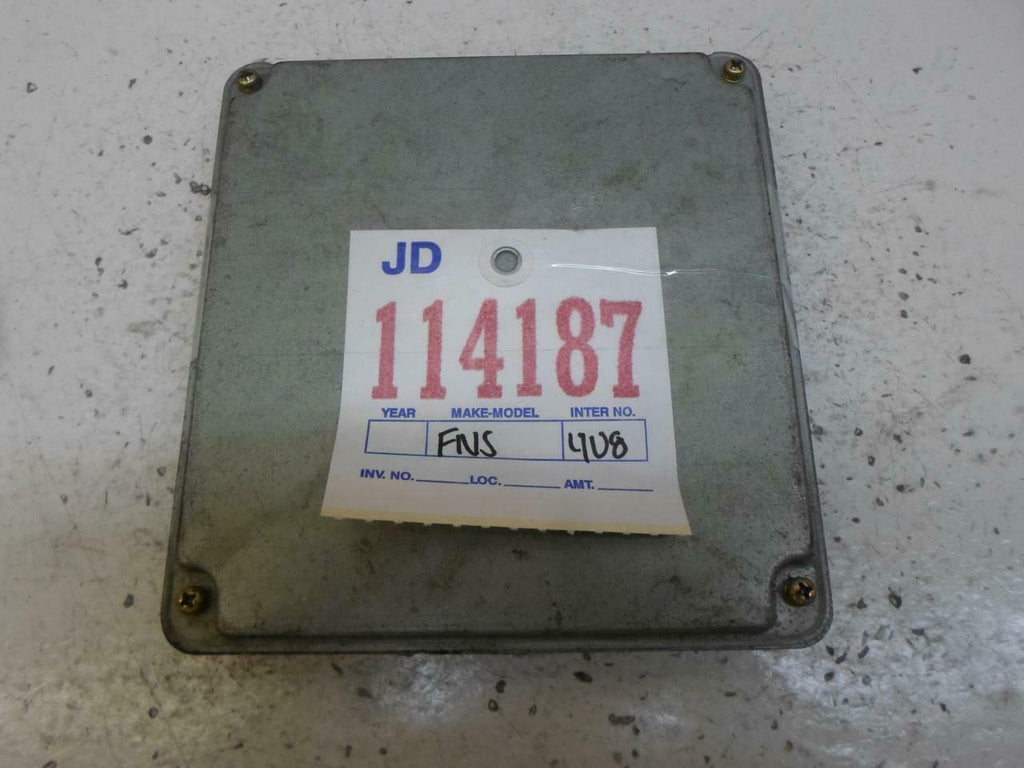 JD
114187
YEAR MAKE-MODEL INTER NO.
FNS 4U8
INV. NO. LOC. AMT.